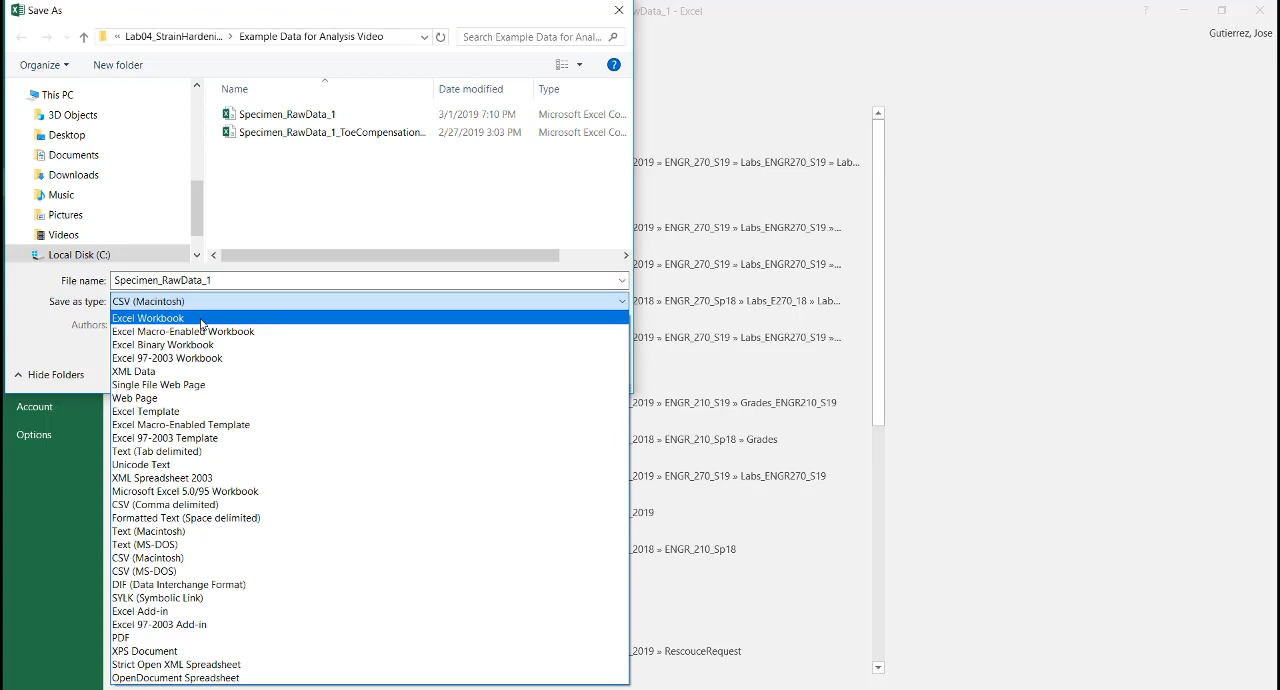 Save As
wData_1 - Excel
?
Gutierrez, Jose
« Lab04_StrainHardeni... > Example Data for Analysis Video
Search Example Data for Anal...
Organize
New folder
?
This PC
3D Objects
Desktop
Documents
Downloads
Music
Pictures
Videos
Local Disk (C:)
Name
Date modified
Type
Specimen_RawData_1
3/1/2019 7:10 PM
Microsoft Excel Co...
Specimen_RawData_1_ToeCompensation...
2/27/2019 3:03 PM
Microsoft Excel Co...
File name:
Specimen_RawData_1
Save as type:
CSV (Macintosh)
Authors:
Hide Folders
Excel Workbook
Excel Macro-Enabled Workbook
Excel Binary Workbook
Excel 97-2003 Workbook
XML Data
Single File Web Page
Web Page
Excel Template
Excel Macro-Enabled Template
Excel 97-2003 Template
Text (Tab delimited)
Unicode Text
XML Spreadsheet 2003
Microsoft Excel 5.0/95 Workbook
CSV (Comma delimited)
Formatted Text (Space delimited)
Text (Macintosh)
Text (MS-DOS)
CSV (Macintosh)
CSV (MS-DOS)
DIF (Data Interchange Format)
SYLK (Symbolic Link)
Excel Add-in
Excel 97-2003 Add-in
PDF
XPS Document
Strict Open XML Spreadsheet
OpenDocument Spreadsheet
Account
Options
2019 » ENGR_270_S19 » Labs_ENGR270_S19 » Lab...
2019 » ENGR_270_S19 » Labs_ENGR270_S19 »...
2019 » ENGR_270_S19 » Labs_ENGR270_S19 »...
2018 » ENGR_270_Sp18 » Labs_E270_18 » Lab...
2019 » ENGR_270_S19 » Labs_ENGR270_S19 »...
_2019 » ENGR_210_S19 » Grades_ENGR210_S19
_2018 » ENGR_210_Sp18 » Grades
_2019 » ENGR_270_S19 » Labs_ENGR270_S19
_2019
_2018 » ENGR_210_Sp18
_2019 » RescouceRequest